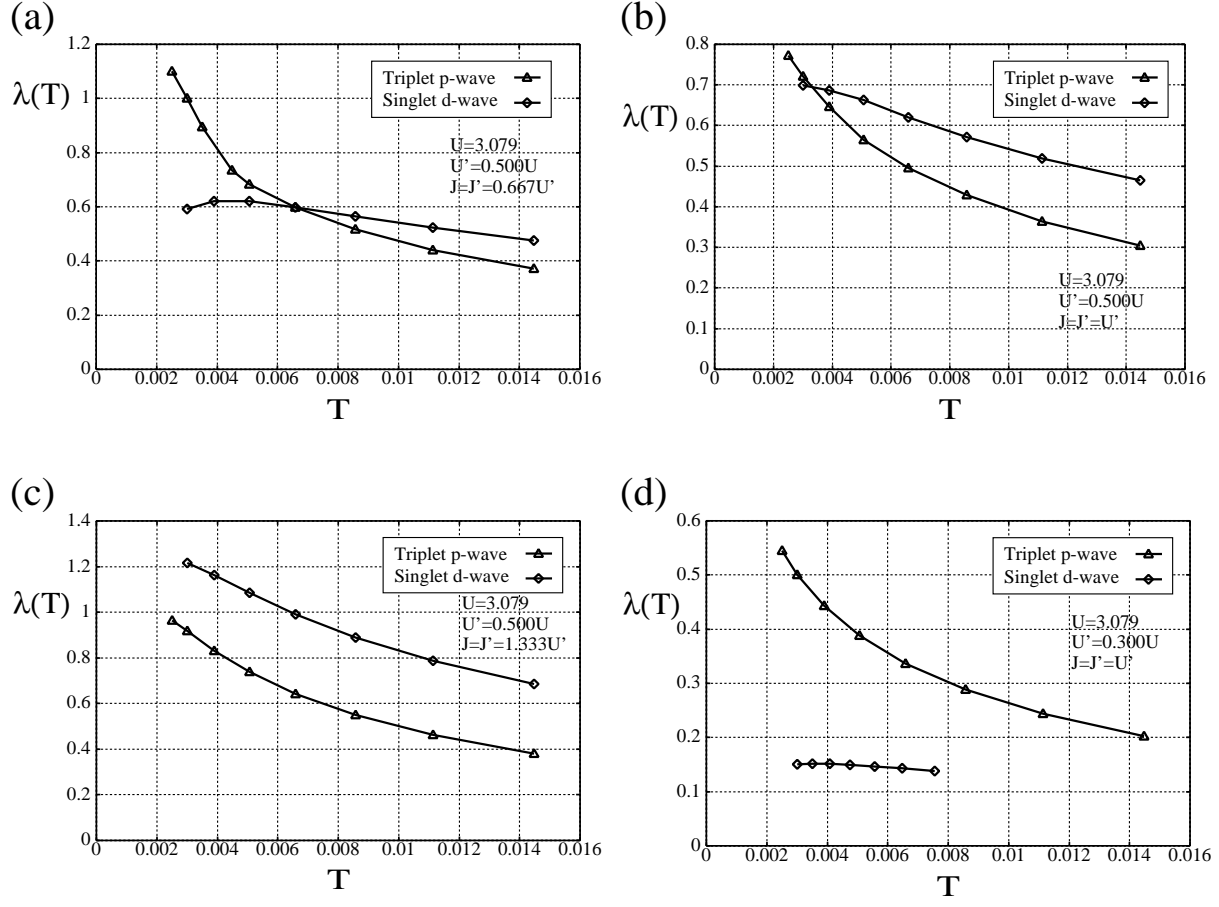 (a)
λ(T)
1.2
1
0.8
0.6
0.4
0.2
0
0 0.002 0.004 0.006 0.008 0.01 0.012 0.014 0.016
T
Triplet p-wave
Singlet d-wave
U=3.079
U'=0.500U
J=J'=0.667U'
(b)
λ(T)
0.8
0.7
0.6
0.5
0.4
0.3
0.2
0.1
0
0 0.002 0.004 0.006 0.008 0.01 0.012 0.014 0.016
T
Triplet p-wave
Singlet d-wave
U=3.079
U'=0.500U
J=J'=U'
(c)
λ(T)
1.4
1.2
1
0.8
0.6
0.4
0.2
0
0 0.002 0.004 0.006 0.008 0.01 0.012 0.014 0.016
T
Triplet p-wave
Singlet d-wave
U=3.079
U'=0.500U
J=J'=1.333U'
(d)
λ(T)
0.6
0.5
0.4
0.3
0.2
0.1
0
0 0.002 0.004 0.006 0.008 0.01 0.012 0.014 0.016
T
Triplet p-wave
Singlet d-wave
U=3.079
U'=0.300U
J=J'=U'